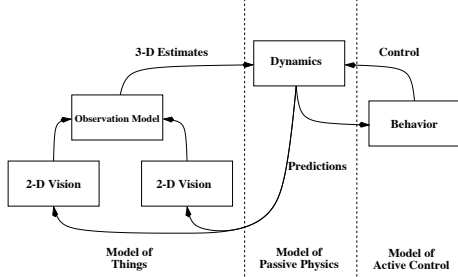 3-D Estimates
Control
Dynamics
Observation Model
Behavior
2-D Vision
2-D Vision
Predictions
Model of
Things
Model of
Passive Physics
Model of
Active Control